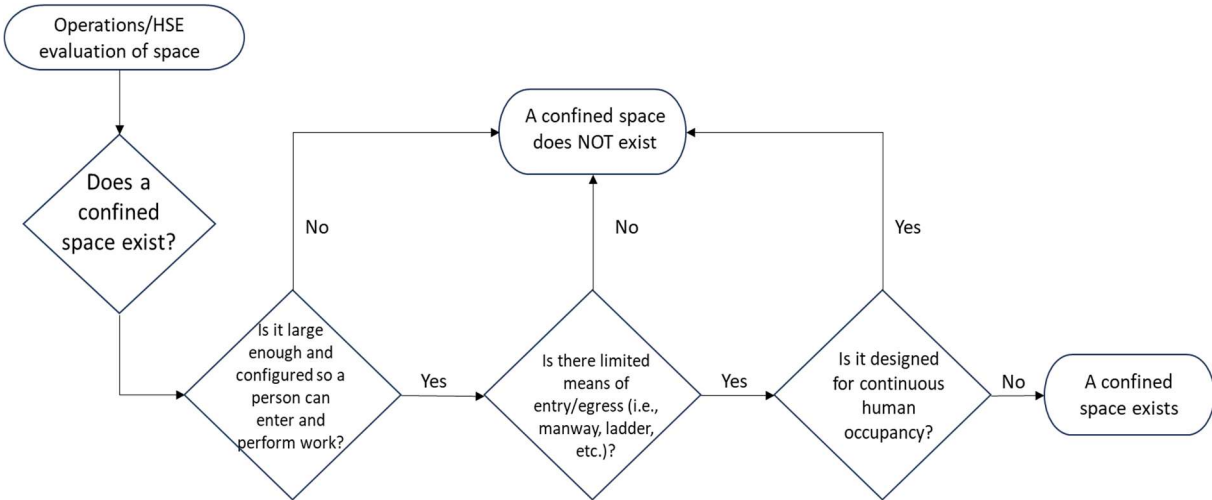 Operations/HSE
evaluation of space
Does a
confined
space exist?
A confined space
does NOT exist
No
No
Yes
Is it large
enough and
configured so a
person can
enter and
perform work?
Yes
Is there limited
means of
entry/egress (i.e.,
manway, ladder,
etc.)?
Yes
Is it designed
for continuous
human
occupancy?
No
A confined
space exists